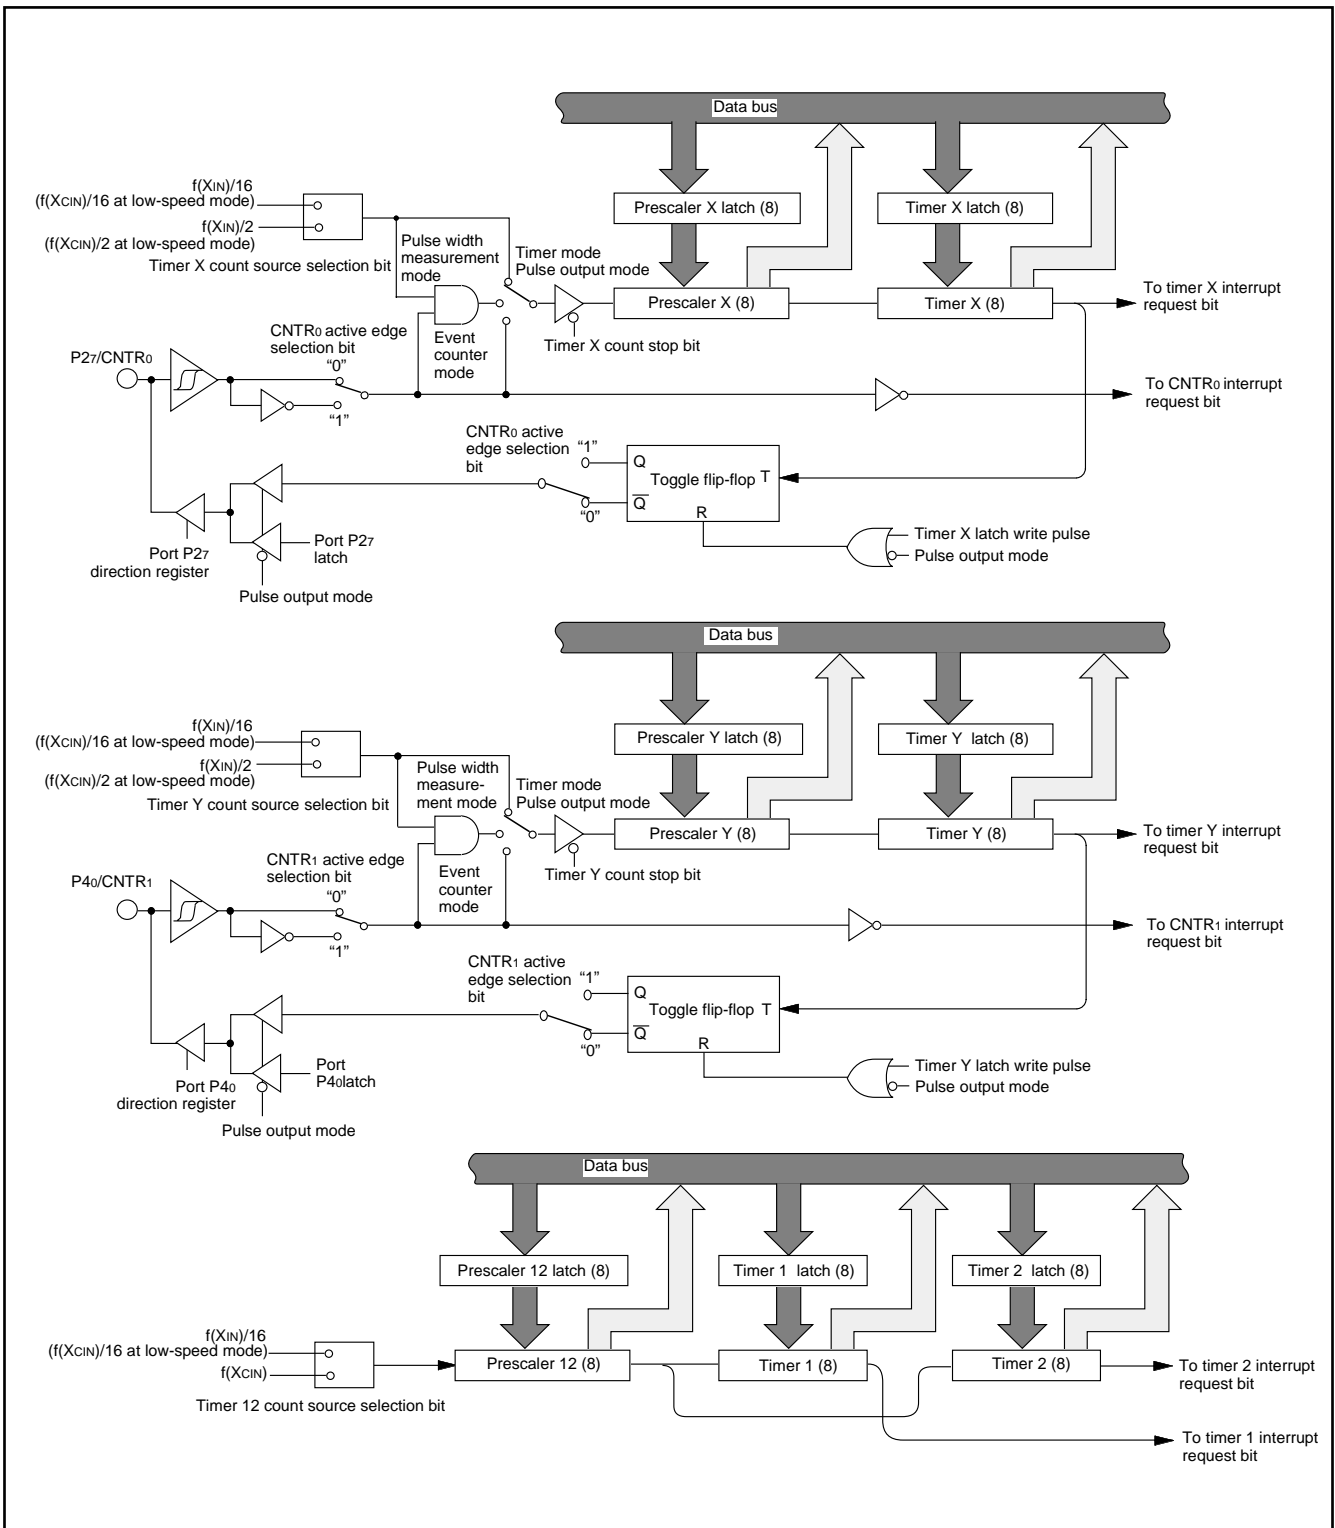 Data bus
f(XIN)/16
(f(XCIN)/16 at low-speed mode)
f(XIN)/2
(f(XCIN)/2 at low-speed mode)
Timer X count source selection bit
Prescaler X latch (8)
Timer X latch (8)
Pulse width
measurement
mode
Timer mode
Pulse output mode
Prescaler X (8)
Timer X (8)
To timer X interrupt
request bit
CNTR0 active edge
selection bit
Event
counter
mode
Timer X count stop bit
P27/CNTR0
“0”
“1”
To CNTR0 interrupt
request bit
CNTR0 active
edge selection
bit
“1”
“0”
Q
Q
Toggle flip-flop
T
R
Timer X latch write pulse
Pulse output mode
Port P27
direction register
Port P27
latch
Pulse output mode
Data bus
f(XIN)/16
(f(XCIN)/16 at low-speed mode)
f(XIN)/2
(f(XCIN)/2 at low-speed mode)
Timer Y count source selection bit
Prescaler Y latch (8)
Timer Y latch (8)
Pulse width
measure-
ment mode
Timer mode
Pulse output mode
Prescaler Y (8)
Timer Y (8)
To timer Y interrupt
request bit
CNTR1 active edge
selection bit
Event
counter
mode
Timer Y count stop bit
P40/CNTR1
“0”
“1”
To CNTR1 interrupt
request bit
CNTR1 active
edge selection
bit
“1”
“0”
Q
Q
Toggle flip-flop
T
R
Timer Y latch write pulse
Pulse output mode
Port P40
direction register
Port
P40latch
Pulse output mode
Data bus
Prescaler 12 latch (8)
Timer 1 latch (8)
Timer 2 latch (8)
f(XIN)/16
(f(XCIN)/16 at low-speed mode)
f(XCIN)
Timer 12 count source selection bit
Prescaler 12 (8)
Timer 1 (8)
Timer 2 (8)
To timer 2 interrupt
request bit
To timer 1 interrupt
request bit